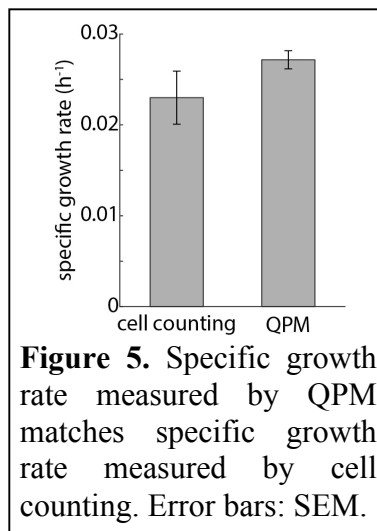 0.03
0.02
0.01
0
specific growth rate (h⁻¹)
cell counting QPM
Figure 5. Specific growth
rate measured by QPM
matches specific growth
rate measured by cell
counting. Error bars: SEM.